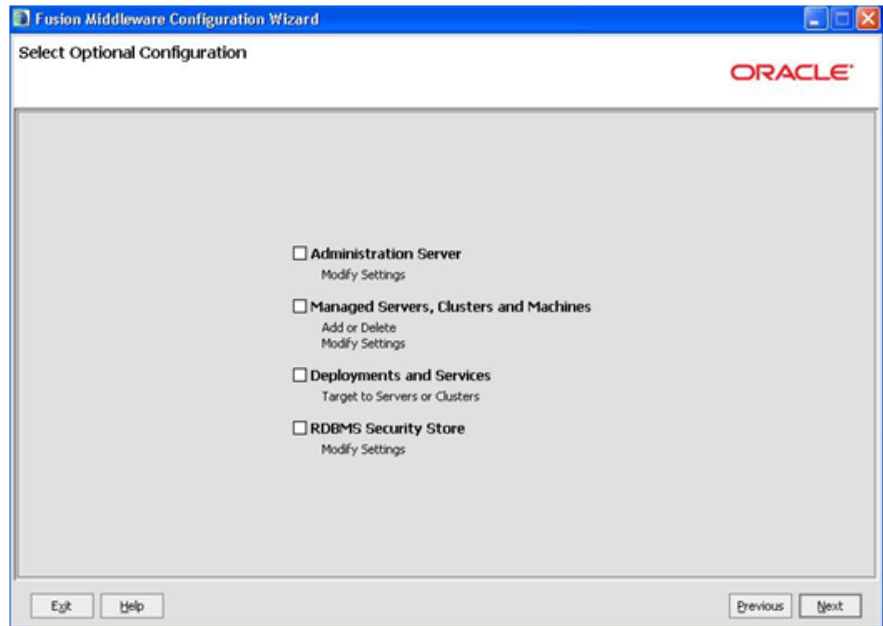 Fusion Middleware Configuration Wizard
Select Optional Configuration
ORACLE
Administration Server
Modify Settings
Managed Servers, Clusters and Machines
Add or Delete
Modify Settings
Deployments and Services
Target to Servers or Clusters
RDBMS Security Store
Modify Settings
Exit Help Previous Next